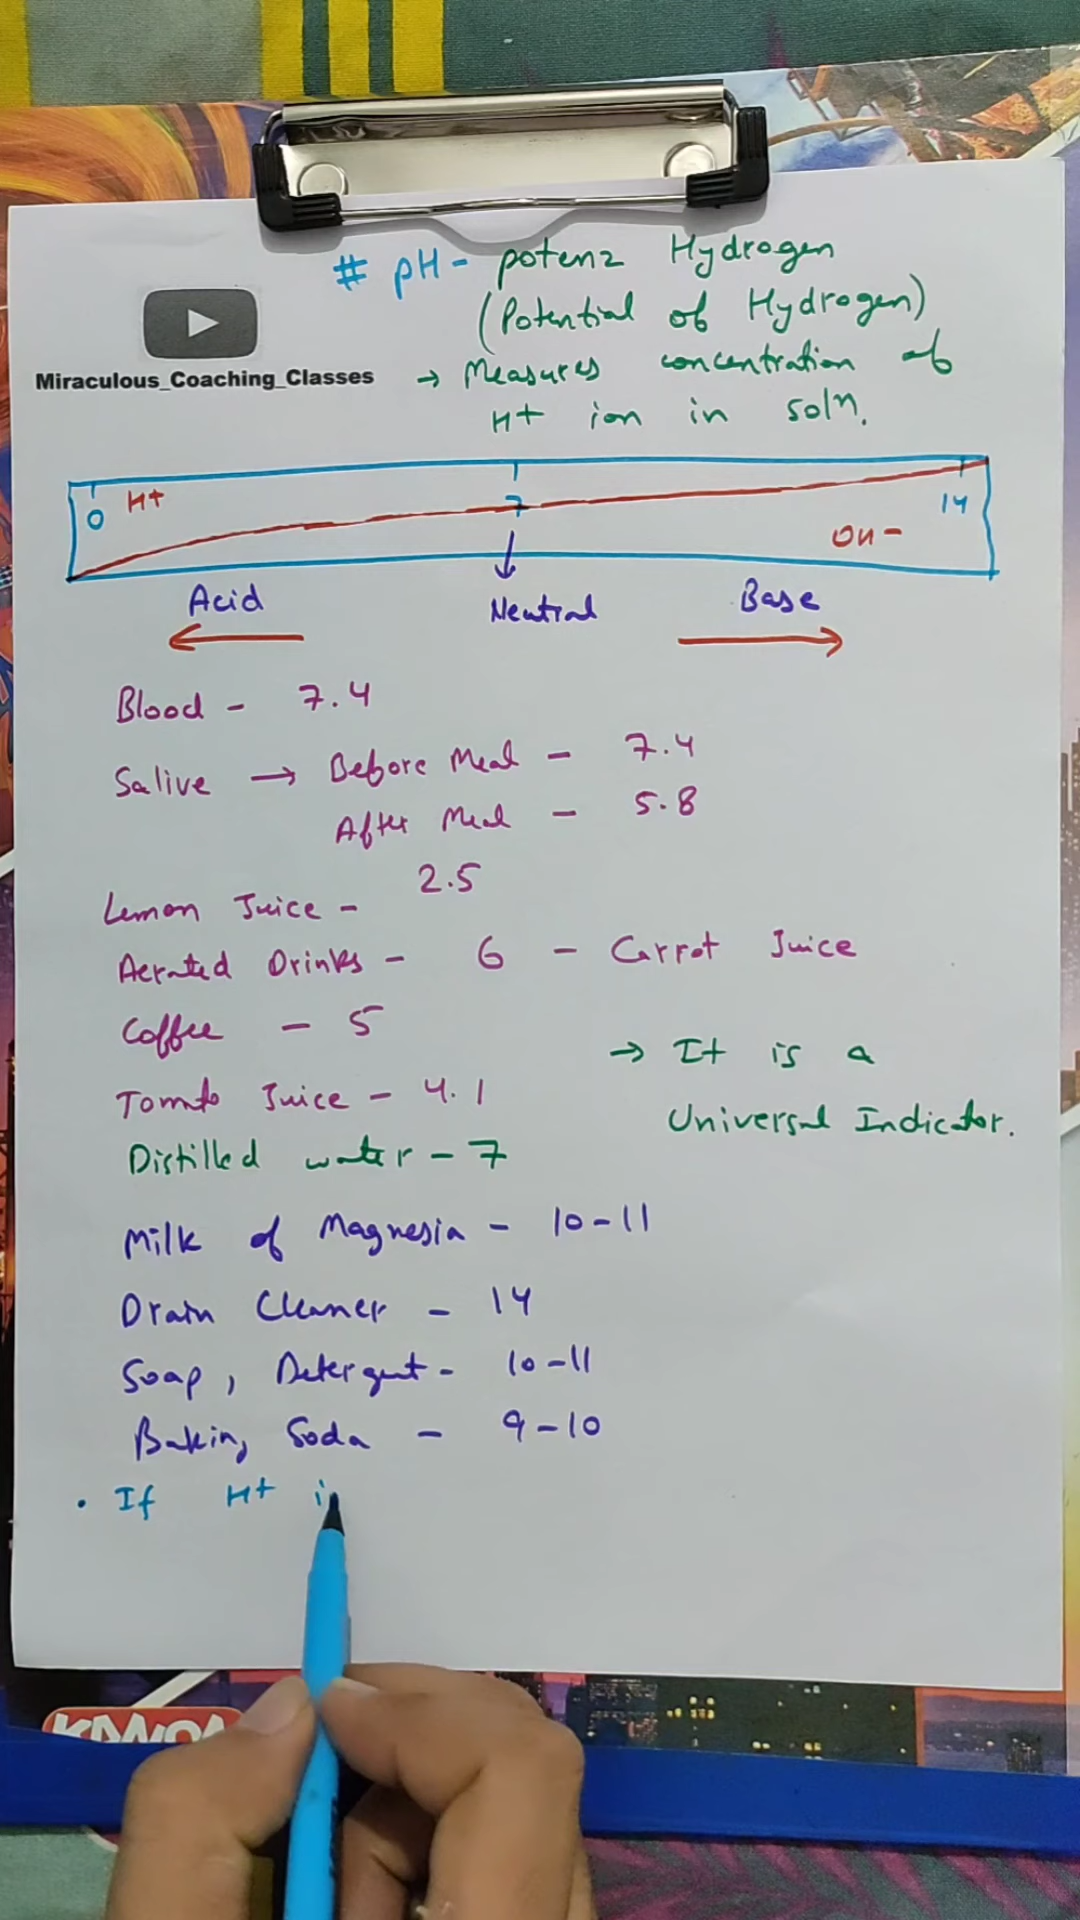 # pH - potenz Hydrogen
(Potential of Hydrogen)
Miraculous_Coaching_Classes
→ Measures concentration of
H+ ion in soln.
0 H+ 7 14
OH -
Acid Neutral Base
Blood - 7.4
Salive → Before Meal - 7.4
After Meal - 5.8
Lemon Juice - 2.5
Aerated Drinks - 6 - Carrot Juice
Coffee - 5
→ It is a
Universal Indicator.
Tomato Juice - 4.1
Distilled water - 7
Milk of Magnesia - 10-11
Drain Cleaner - 14
Soap, Detergent - 10-11
Baking Soda - 9-10
• If H+ i